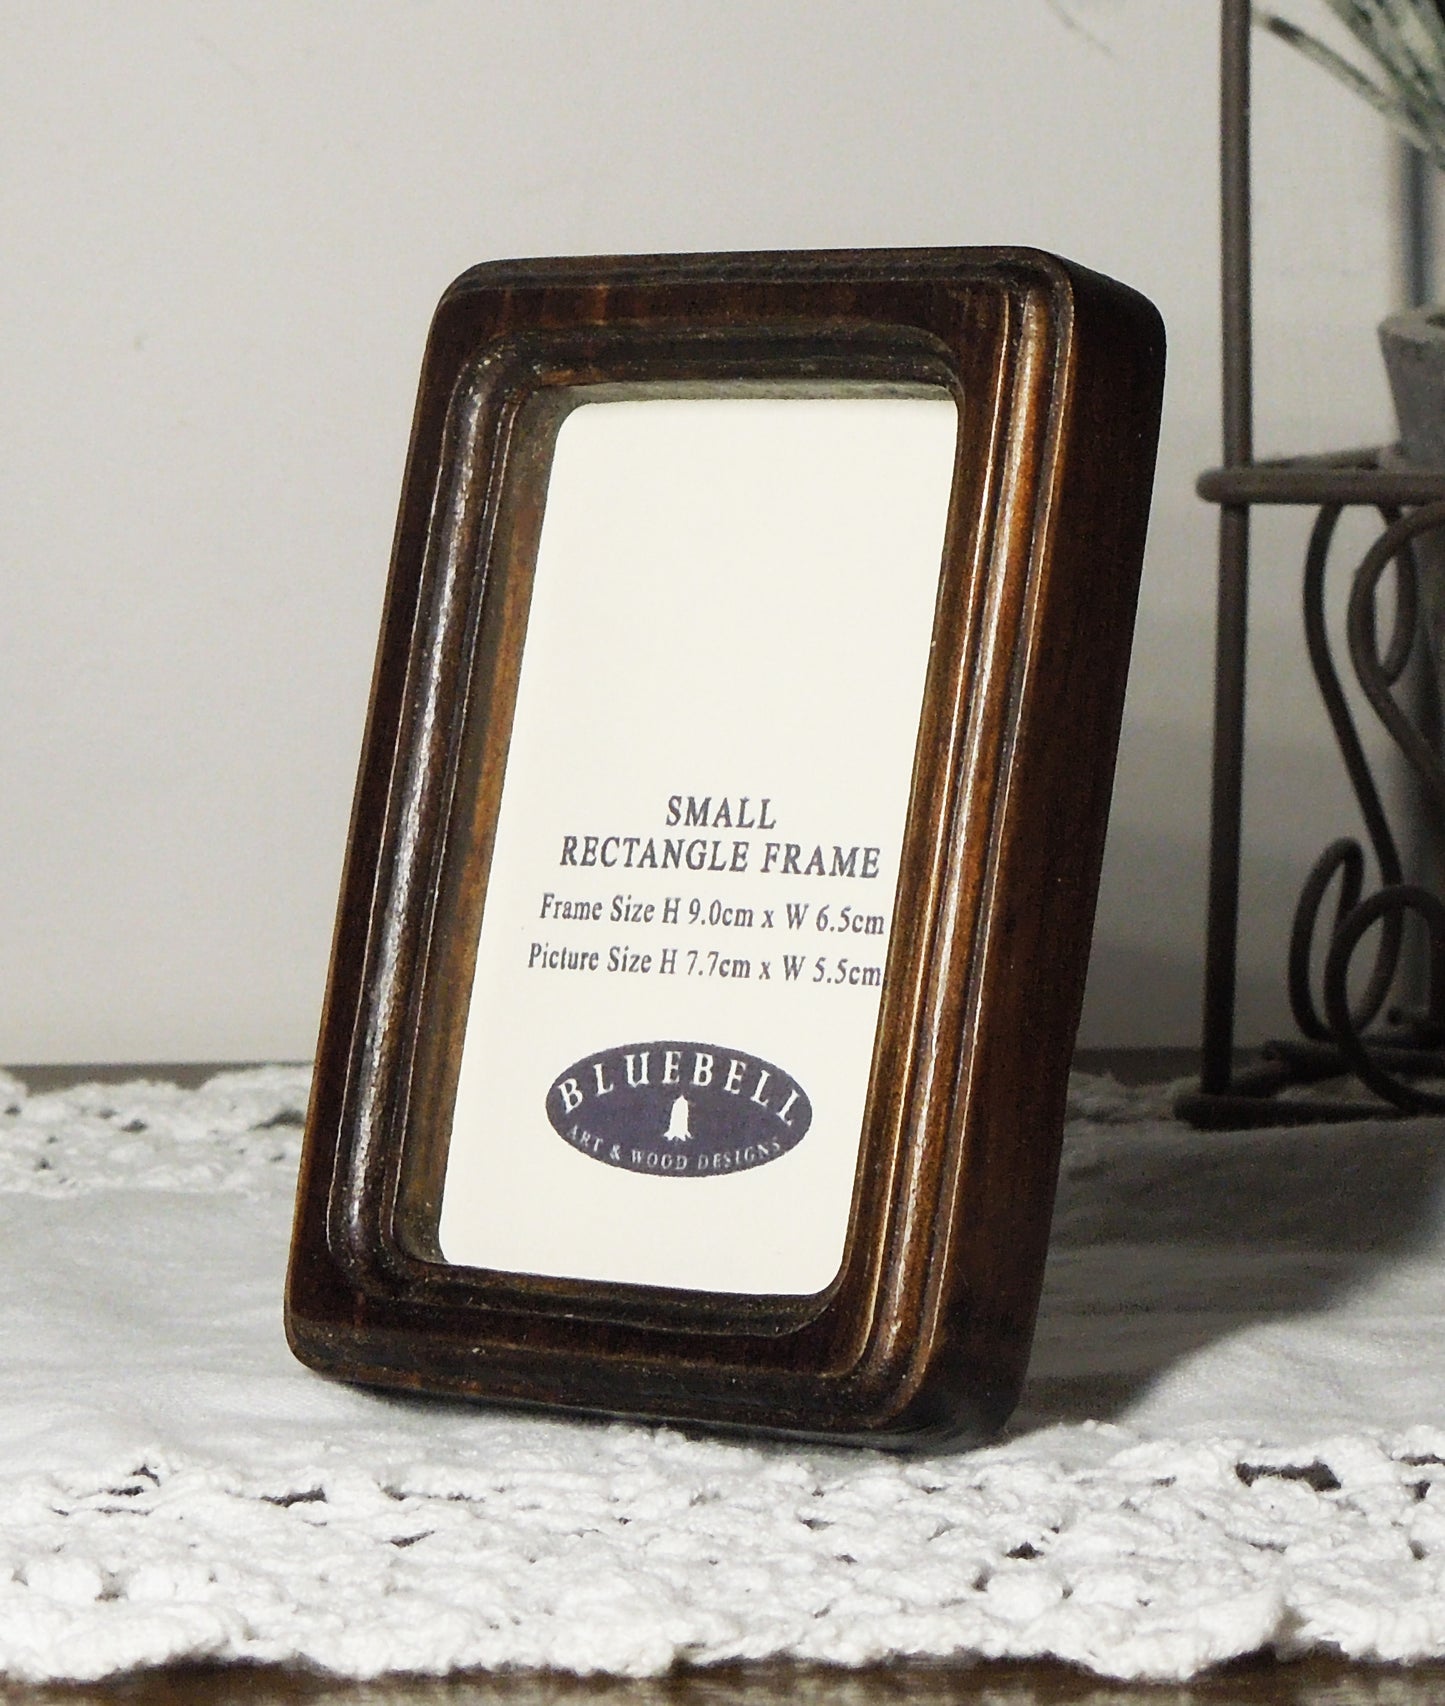 SMALL
RECTANGLE FRAME
Frame Size H 9.0cm x W 6.5cm
Picture Size H 7.7cm x W 5.5cm
BLUEBELL
ART & WOOD DESIGNS